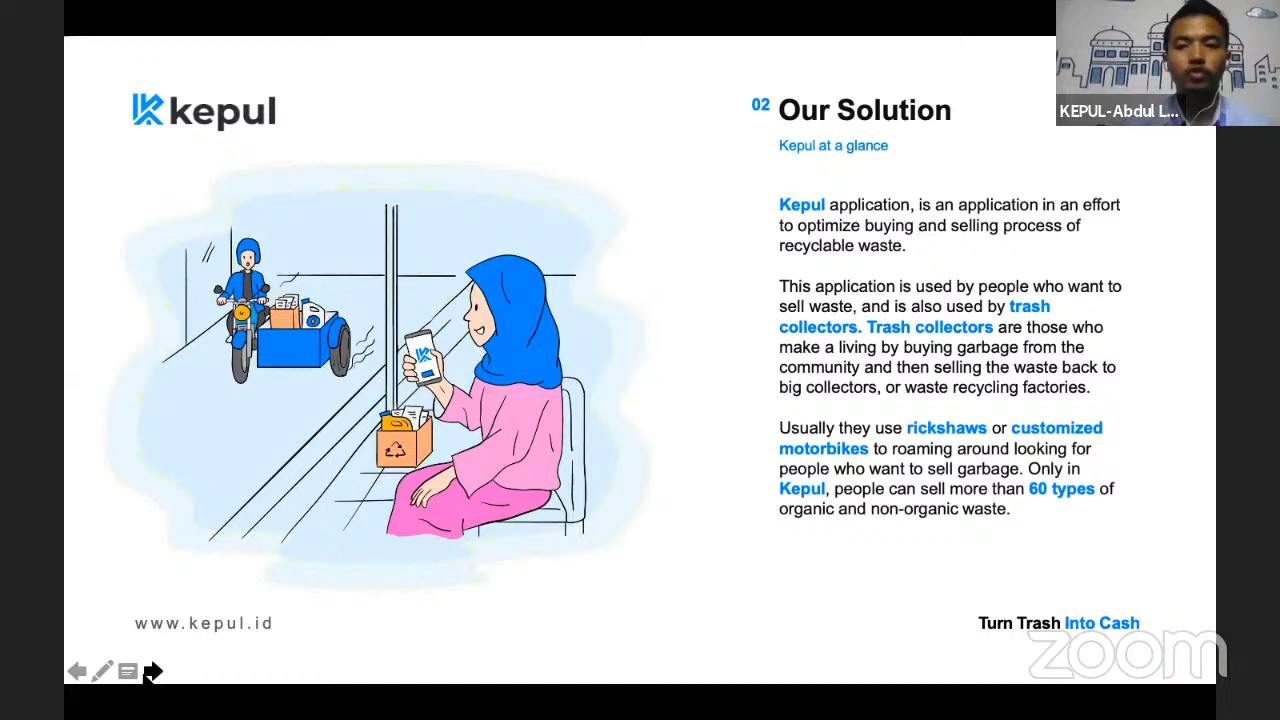 kepul
02 Our Solution
Kepul at a glance
KEPUL-Abdul L...
Kepul application, is an application in an effort
to optimize buying and selling process of
recyclable waste.
This application is used by people who want to
sell waste, and is also used by trash
collectors. Trash collectors are those who
make a living by buying garbage from the
community and then selling the waste back to
big collectors, or waste recycling factories.
Usually they use rickshaws or customized
motorbikes to roaming around looking for
people who want to sell garbage. Only in
Kepul, people can sell more than 60 types of
organic and non-organic waste.
www.kepul.id
Turn Trash Into Cash
zoom